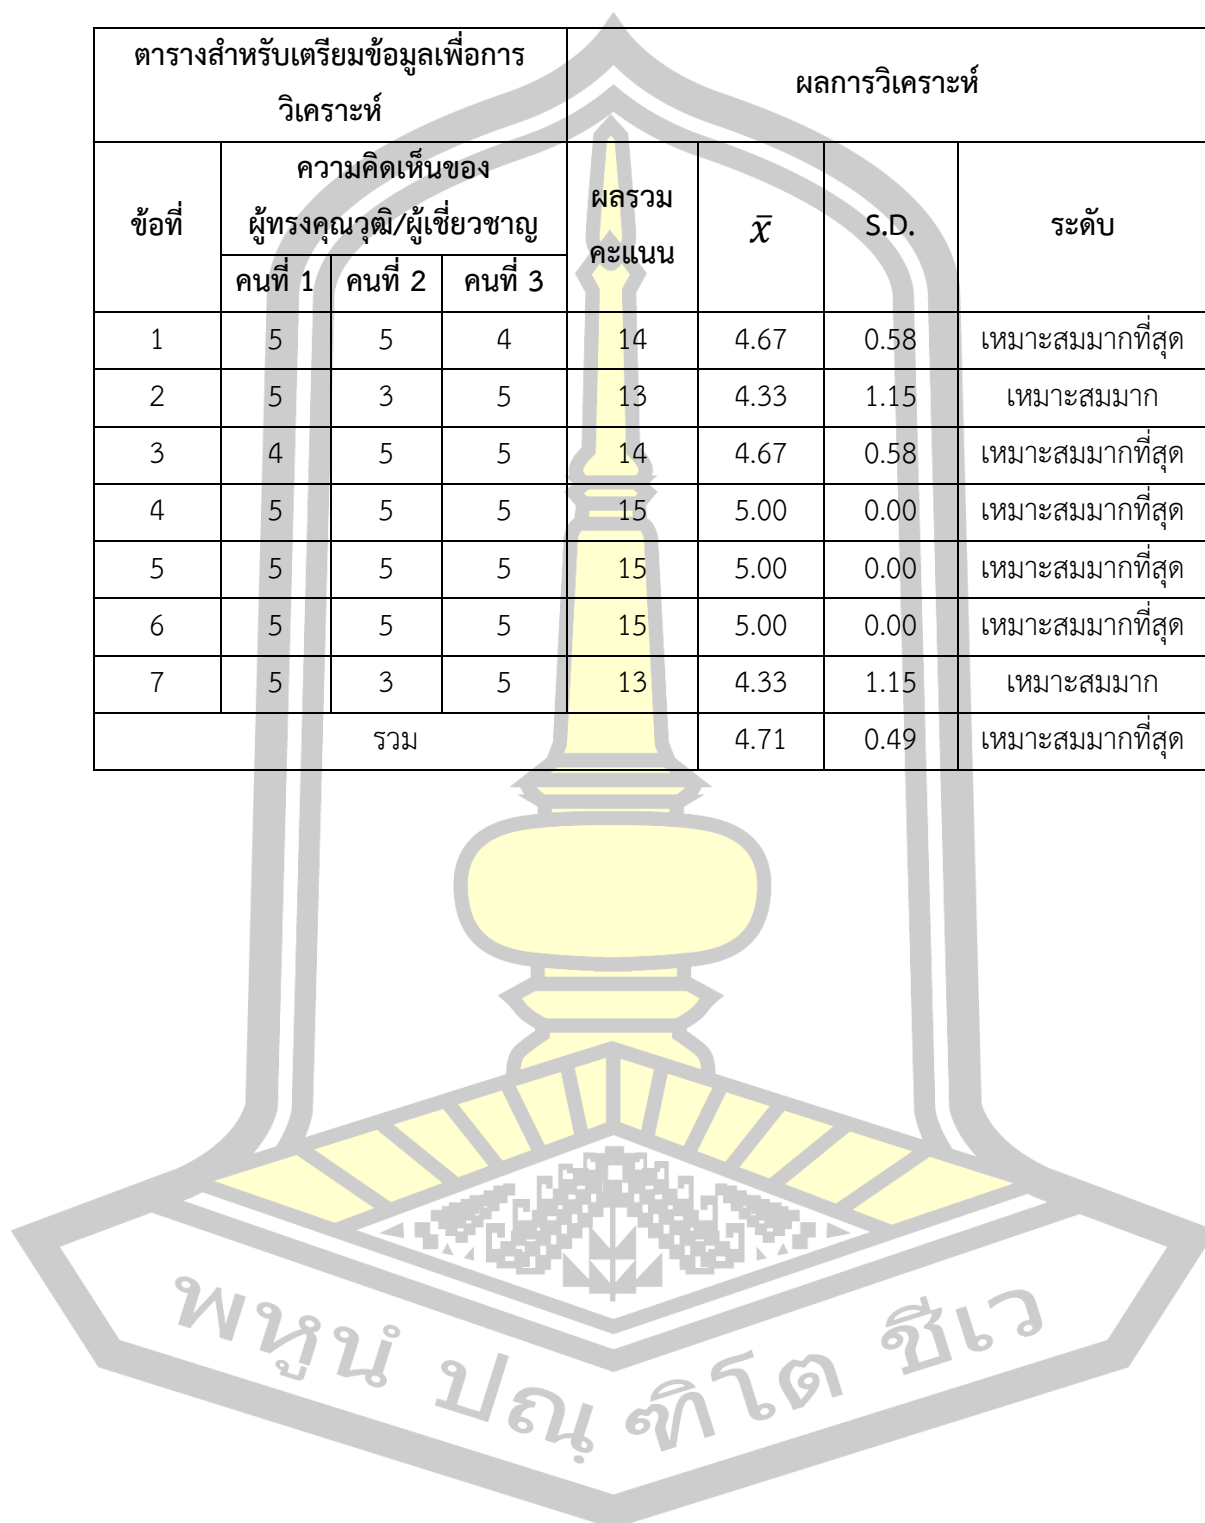 ตารางสำหรับเตรียมข้อมูลเพื่อการ
วิเคราะห์
ผลการวิเคราะห์
ข้อที่
ความคิดเห็นของ
ผู้ทรงคุณวุฒิ/ผู้เชี่ยวชาญ
ผลรวม
คะแนน
x̄
S.D.
ระดับ
คนที่ 1 คนที่ 2 คนที่ 3
1 5 5 4 14 4.67 0.58 เหมาะสมมากที่สุด
2 5 3 5 13 4.33 1.15 เหมาะสมมาก
3 4 5 5 14 4.67 0.58 เหมาะสมมากที่สุด
4 5 5 5 15 5.00 0.00 เหมาะสมมากที่สุด
5 5 5 5 15 5.00 0.00 เหมาะสมมากที่สุด
6 5 5 5 15 5.00 0.00 เหมาะสมมากที่สุด
7 5 3 5 13 4.33 1.15 เหมาะสมมาก
รวม 4.71 0.49 เหมาะสมมากที่สุด
พหูนํ ปณฺฑิโต ชีเว